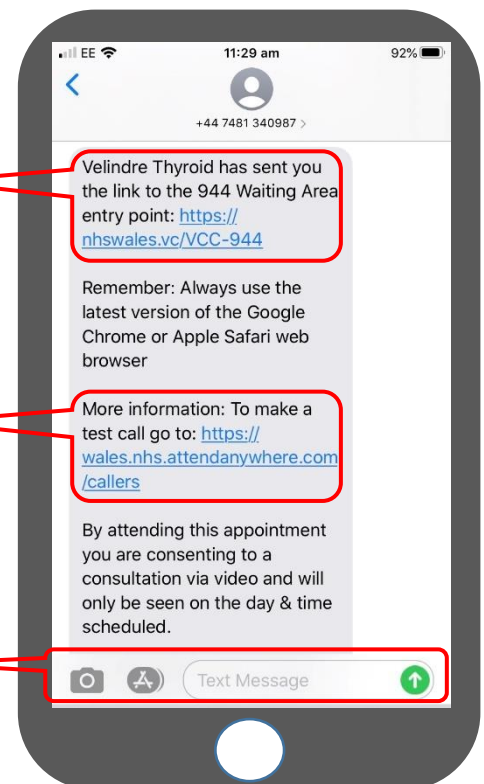 EE 11:29 am 92%
+44 7481 340987 >
Velindre Thyroid has sent you
the link to the 944 Waiting Area
entry point: https://
nhswales.vc/VCC-944
Remember: Always use the
latest version of the Google
Chrome or Apple Safari web
browser
More information: To make a
test call go to: https://
wales.nhs.attendanywhere.com
/callers
By attending this appointment
you are consenting to a
consultation via video and will
only be seen on the day & time
scheduled.
Text Message